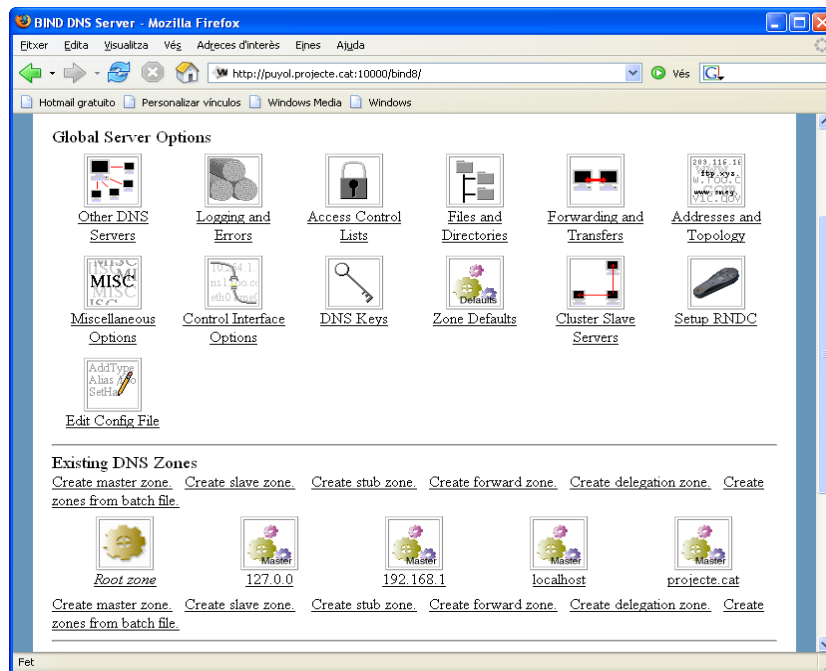 BIND DNS Server - Mozilla Firefox
Fitxer Edita Visualitza Vés Adreces d'interès Eines Ajuda
http://puyol.projecte.cat:10000/bind8/ Vés
Hotmail gratuito Personalizar vínculos Windows Media Windows
Global Server Options
Other DNS Servers
Logging and Errors
Access Control Lists
Files and Directories
Forwarding and Transfers
Addresses and Topology
MISC
Defaults
Miscellaneous Options
Control Interface Options
DNS Keys
Zone Defaults
Cluster Slave Servers
Setup RNDC
AddType
Alias
Edit Config File
Existing DNS Zones
Create master zone. Create slave zone. Create stub zone. Create forward zone. Create delegation zone. Create
zones from batch file.
Master Master Master Master
Root zone 127.0.0 192.168.1 localhost projecte.cat
Create master zone. Create slave zone. Create stub zone. Create forward zone. Create delegation zone. Create
zones from batch file.
Fet